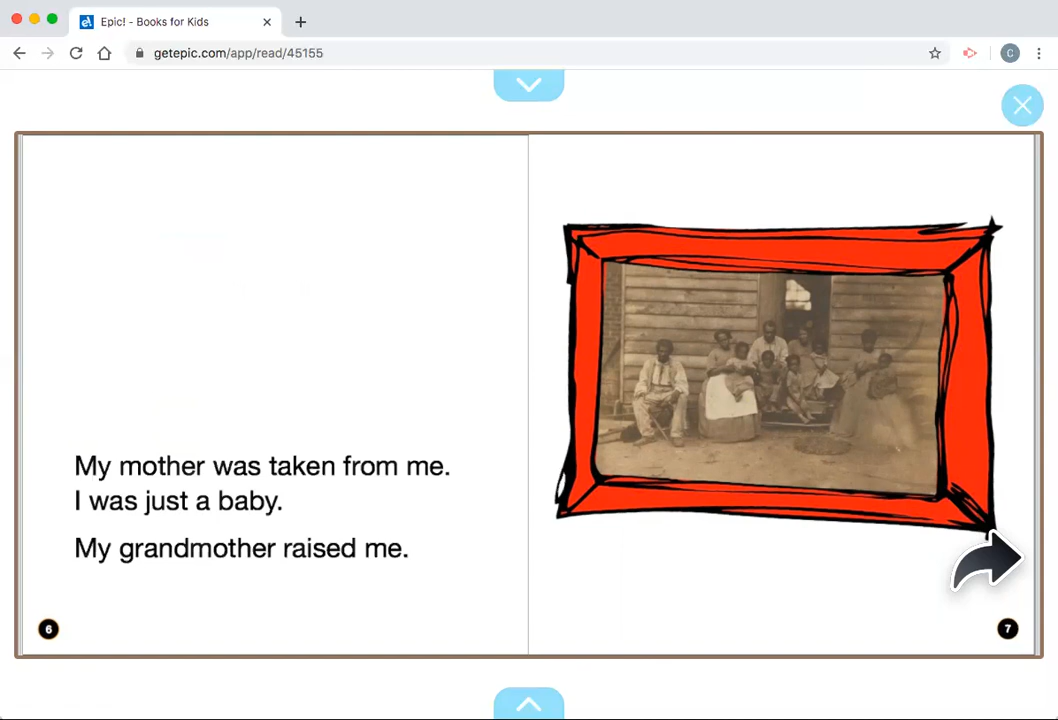 Epic! - Books for Kids
getepic.com/app/read/45155
C
My mother was taken from me.
I was just a baby.
My grandmother raised me.
6
7